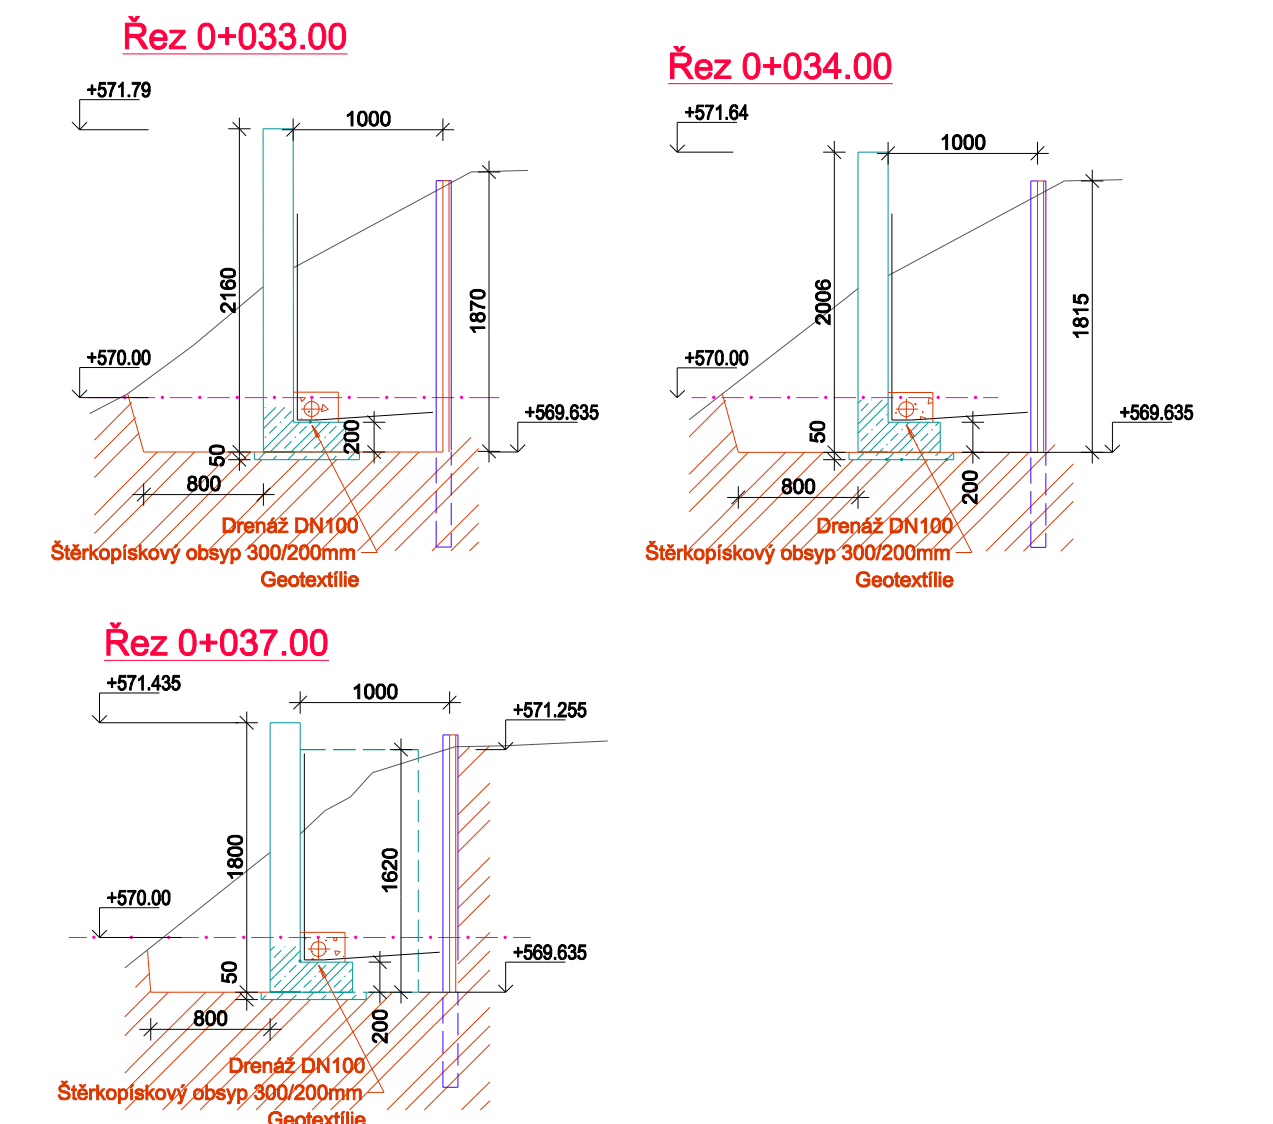 Řez 0+033.00
+571.79
1000
2160
1870
+570.00
+569.635
200
50
800
Drenáž DN100
Štěrkopískový obsyp 300/200mm
Geotextílie
Řez 0+034.00
+571.64
1000
2006
1815
+570.00
+569.635
50
200
800
Drenáž DN100
Štěrkopískový obsyp 300/200mm
Geotextílie
Řez 0+037.00
+571.435
1000
+571.255
1800
1620
+570.00
+569.635
50
200
800
Drenáž DN100
Štěrkopískový obsyp 300/200mm
Geotextílie